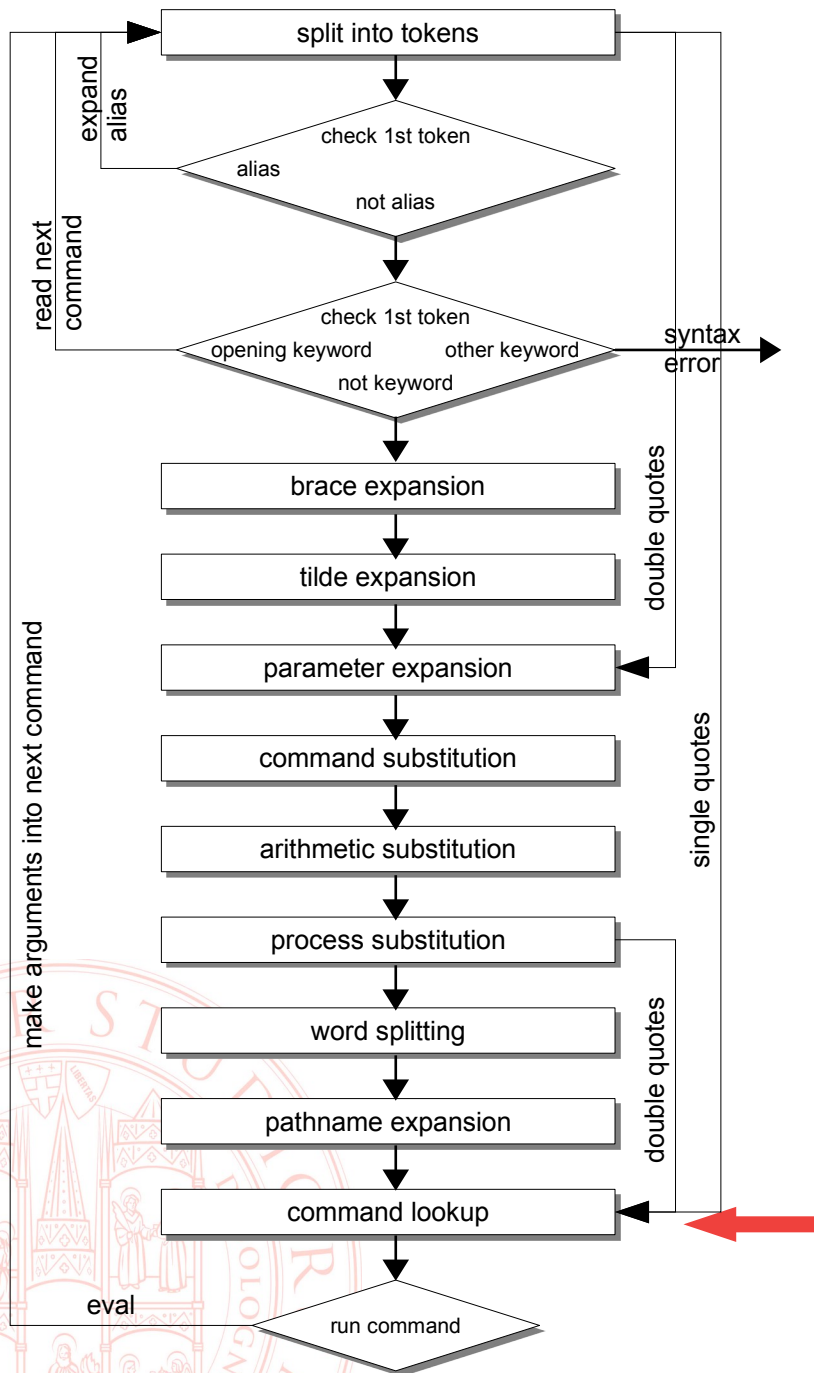 split into tokens
expand
alias
check 1st token
alias
not alias
read next
command
check 1st token
opening keyword other keyword
not keyword
syntax
error
brace expansion
tilde expansion
double quotes
parameter expansion
command substitution
single quotes
arithmetic substitution
make arguments into next command
process substitution
word splitting
double quotes
pathname expansion
command lookup
eval
run command
LIBERTAS